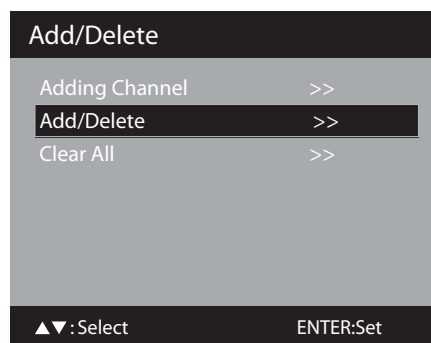 Add/Delete
Adding Channel >>
Add/Delete >>
Clear All >>
▲▼: Select ENTER:Set